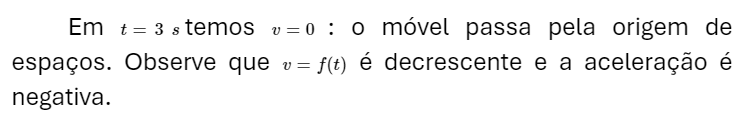 Em t = 3 s temos v = 0 : o móvel passa pela origem de
espaços. Observe que v = f(t) é decrescente e a aceleração é
negativa.